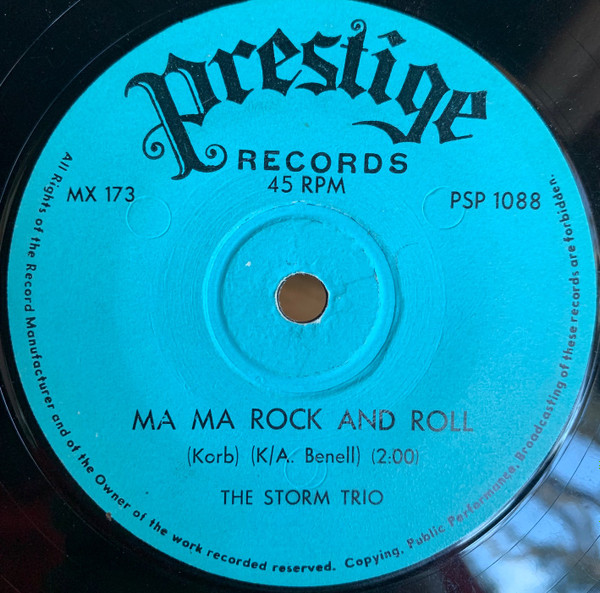 Prestige
RECORDS
45 RPM
MX 173
PSP 1088
MA MA ROCK AND ROLL
(Korb) (K/A. Benell) (2:00)
THE STORM TRIO
All Rights of the Record Manufacturer and of the Owner of the work recorded reserved. Copying, Public Performance, Broadcasting of these records are forbidden.